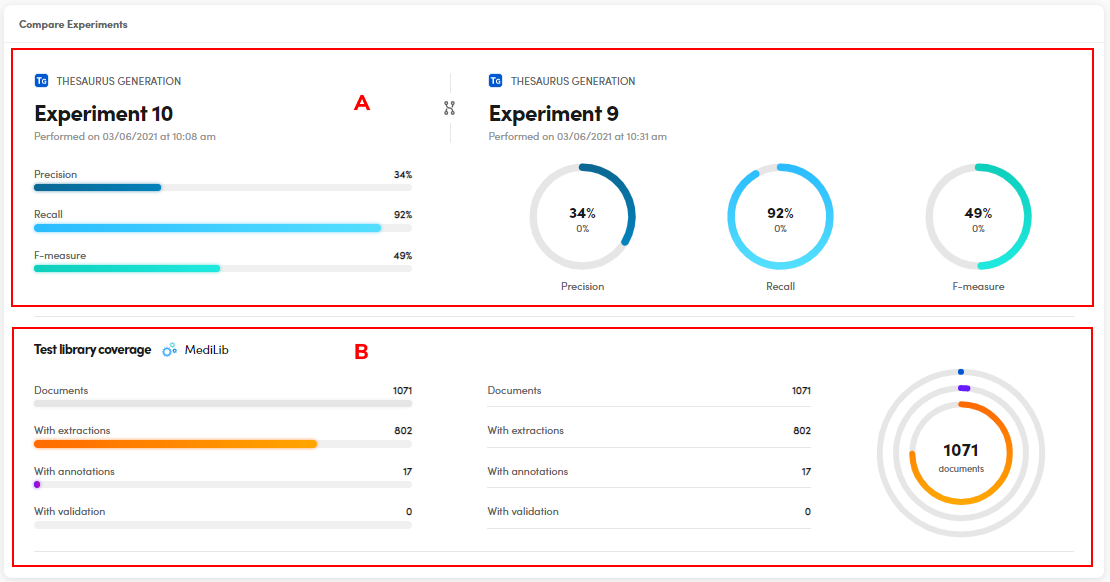 Compare Experiments
TG THESAURUS GENERATION
Experiment 10
Performed on 03/06/2021 at 10:08 am
A
Precision 34%
Recall 92%
F-measure 49%
TG THESAURUS GENERATION
Experiment 9
Performed on 03/06/2021 at 10:31 am
34%
0%
Precision
92%
0%
Recall
49%
0%
F-measure
Test library coverage MediLib
B
Documents 1071
With extractions 802
With annotations 17
With validation 0
Documents 1071
With extractions 802
With annotations 17
With validation 0
1071
documents